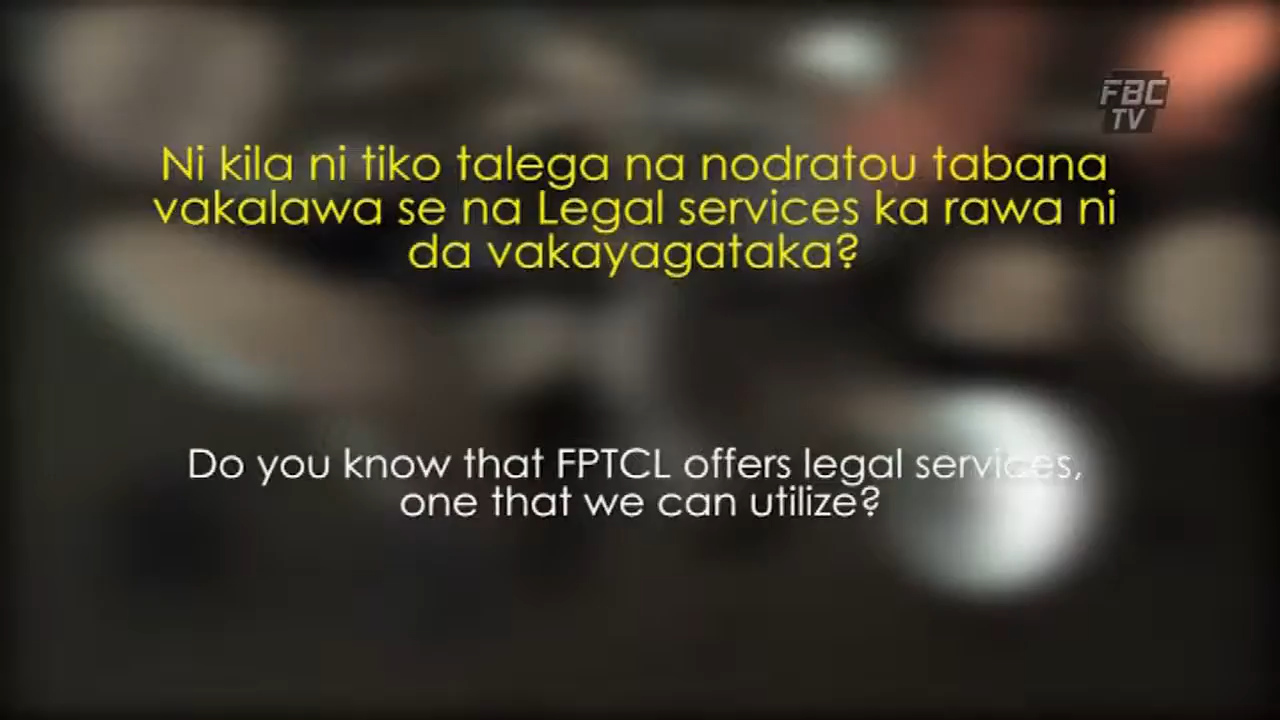 FBC
TV
Ni kila ni tiko talega na nodratou tabana
vakalawa se na Legal services ka rawa ni
da vakayagataka?
Do you know that FPTCL offers legal services,
one that we can utilize?